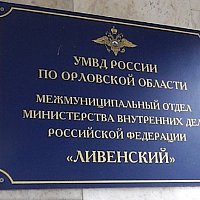 УМВД РОССИИ
ПО ОРЛОВСКОЙ ОБЛАСТИ
МЕЖМУНИЦИПАЛЬНЫЙ ОТДЕЛ
МИНИСТЕРСТВА ВНУТРЕННИХ ДЕЛ
РОССИЙСКОЙ ФЕДЕРАЦИИ
«ЛИВЕНСКИЙ»